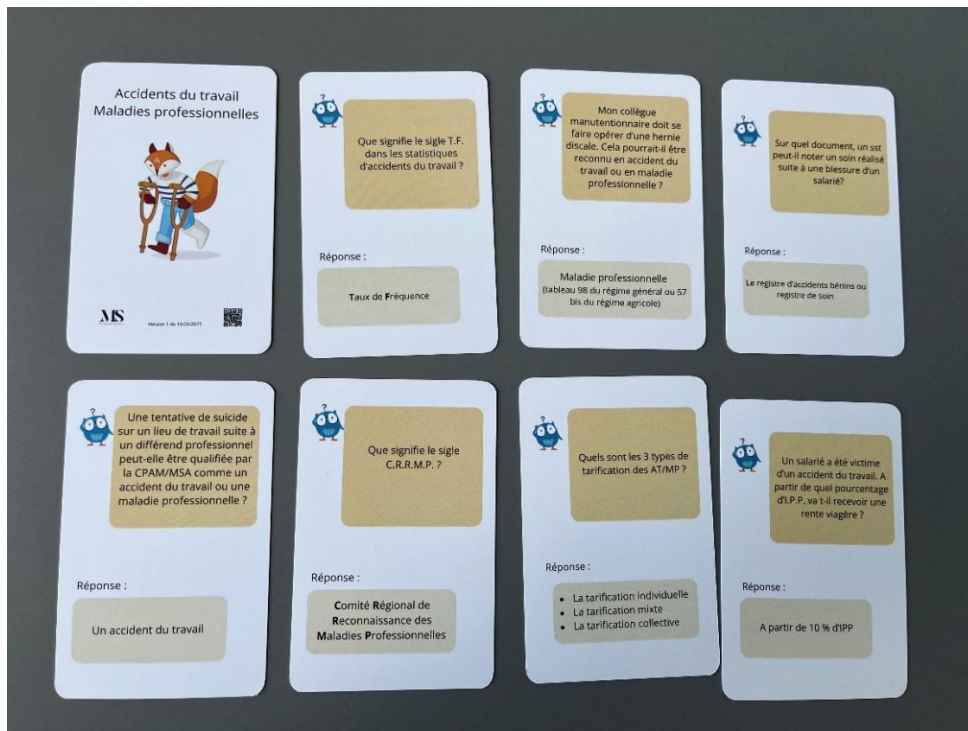 Accidents du travail
Maladies professionnelles
MS
Version 1 du
?
Que signifie le sigle T.F.
dans les statistiques
d'accidents du travail ?
Réponse :
Taux de Fréquence
?
Mon collègue
manutentionnaire doit se
faire opérer d'une hernie
discale. Cela pourrait-il être
reconnu en accident du
travail ou en maladie
professionnelle ?
Réponse :
Maladie professionnelle
(tableau 98 du régime général ou 57
bis du régime agricole)
?
Sur quel document, un sst
peut-il noter un soin réalisé
suite à une blessure d'un
salarié?
Réponse :
Le registre d'accidents bénins ou
registre de soin
?
Une tentative de suicide
sur un lieu de travail suite à
un différend professionnel
peut-elle être qualifiée par
la CPAM/MSA comme un
accident du travail ou une
maladie professionnelle ?
Réponse :
Un accident du travail
?
Que signifie le sigle
C.R.R.M.P. ?
Réponse :
Comité Régional de
Reconnaissance des
Maladies Professionnelles
?
Quels sont les 3 types de
tarification des AT/MP ?
Réponse :
• La tarification individuelle
• La tarification mixte
• La tarification collective
?
Un salarié a été victime
d'un accident du travail. A
partir de quel pourcentage
d'I.P.P. va t-il recevoir une
rente viagère ?
Réponse :
A partir de 10 % d'IPP